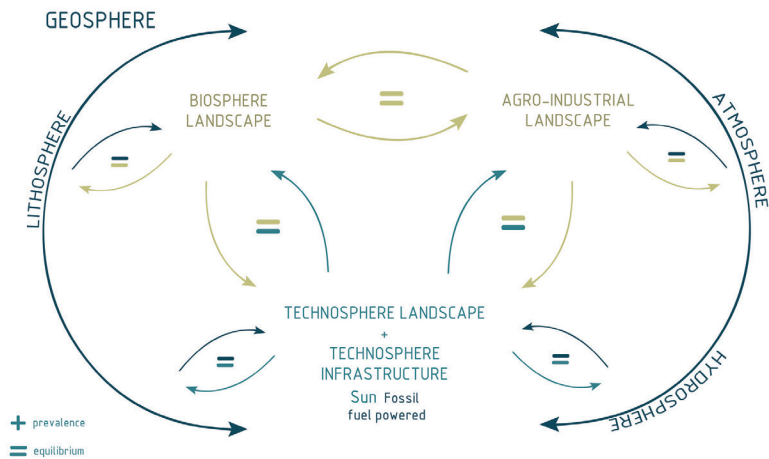 GEOSPHERE
BIOSPHERE
LANDSCAPE
AGRO-INDUSTRIAL
LANDSCAPE
LITHOSPHERE
ATMOSPHERE
TECHNOSPHERE LANDSCAPE
+
TECHNOSPHERE
INFRASTRUCTURE
Sun Fossil
fuel powered
HYDROSPHERE
+ prevalence
= equilibrium